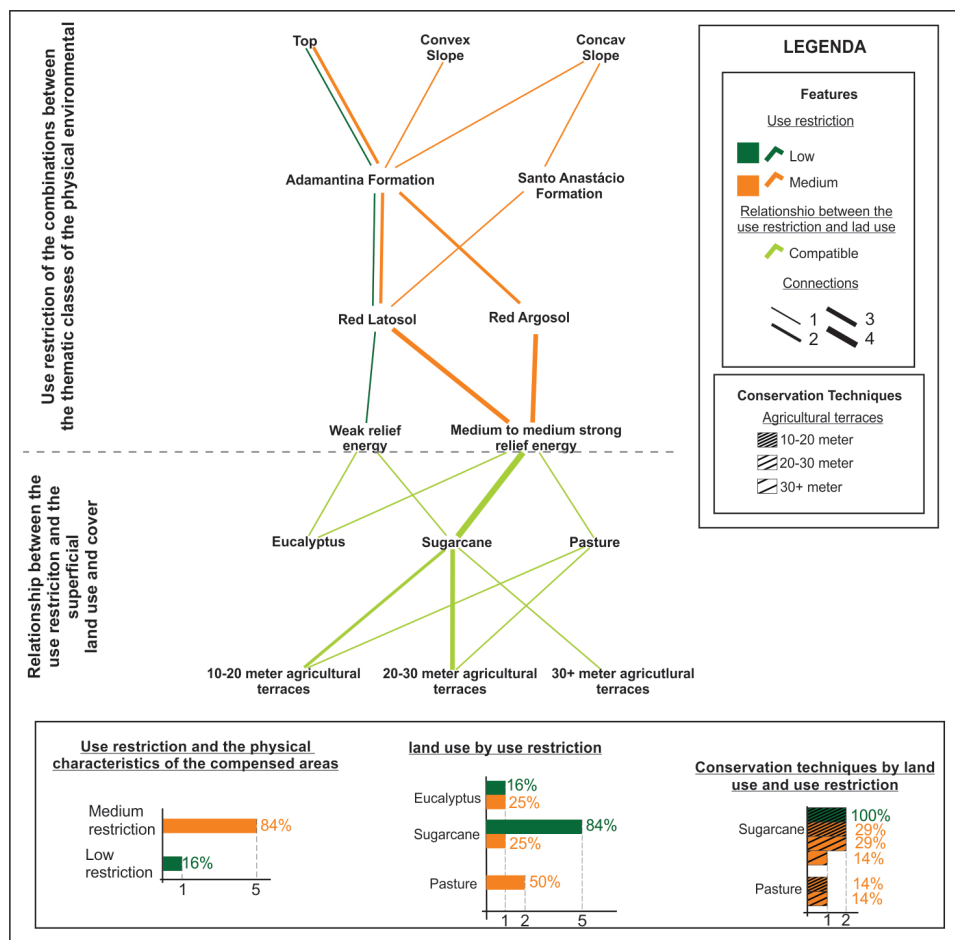 Use restriction of the combinations between
the thematic classes of the physical environmental
Top
Convex
Slope
Concav
Slope
Adamantina Formation
Santo Anastácio
Formation
Red Latosol
Red Argosol
Weak relief
energy
Medium to medium strong
relief energy
Relationship between the
use restriciton and the
superficial
land use and cover
Eucalyptus
Sugarcane
Pasture
10-20 meter agricultural
terraces
20-30 meter agricultural
terraces
30+ meter agricutlural
terraces
LEGENDA
Features
Use restriction
Low
Medium
Relationshio between the
use restriction and lad use
Compatible
Connections
1
2
3
4
Conservation Techniques
Agricultural terraces
10-20 meter
20-30 meter
30+ meter
Use restriction and the physical
characteristics of the compensed areas
Medium
restriction
84%
Low
restriction
16%
1
5
land use by use restriction
Eucalyptus
16%
25%
Sugarcane
84%
25%
Pasture
50%
1
2
5
Conservation techniques by land
use and use restriction
Sugarcane
100%
29%
29%
14%
Pasture
14%
14%
1
2